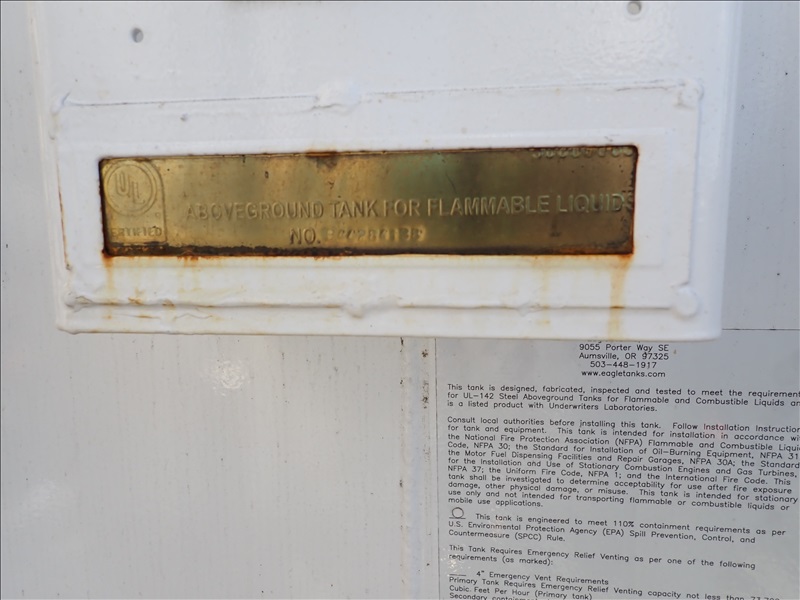 UL
CERTIFIED
ABOVEGROUND TANK FOR FLAMMABLE LIQUIDS
NO.
9055 Porter Way SE
Aumsville, OR 97325
503-448-1917
www.eagletanks.com
This tank is designed, fabricated, inspected and tested to meet the requirement
for UL-142 Steel Aboveground Tanks for Flammable and Combustible Liquids an
is a listed product with Underwriters Laboratories.
Consult local authorities before installing this tank. Follow Installation Instruction
for tank and equipment. This tank is intended for installation in accordance wi
the National Fire Protection Association (NFPA) Flammable and Combustible Liqui
Code, NFPA 30; the Standard for Installation of Oil-Burning Equipment, NFPA 31
the Motor Fuel Dispensing Facilities and Repair Garages, NFPA 30A; the Standard
for the Installation and Use of Stationary Combustion Engines and Gas Turbines,
NFPA 37; the Uniform Fire Code, NFPA 1; and the International Fire Code. This
tank shall be investigated to determine acceptability for use after fire exposure
damage, other physical damage, or misuse. This tank is intended for stationary
use only and not intended for transporting flammable or combustible liquids or
mobile use applications.
This tank is engineered to meet 110% containment requirements as per
U.S. Environmental Protection Agency (EPA) Spill Prevention, Control, and
Countermeasure (SPCC) Rule.
This Tank Requires Emergency Relief Venting as per one of the following
requirements (as marked):
4" Emergency Vent Requirements
Primary Tank Requires Emergency Relief Venting capacity not less than
Cubic Feet Per Hour (Primary tank)
Secondary